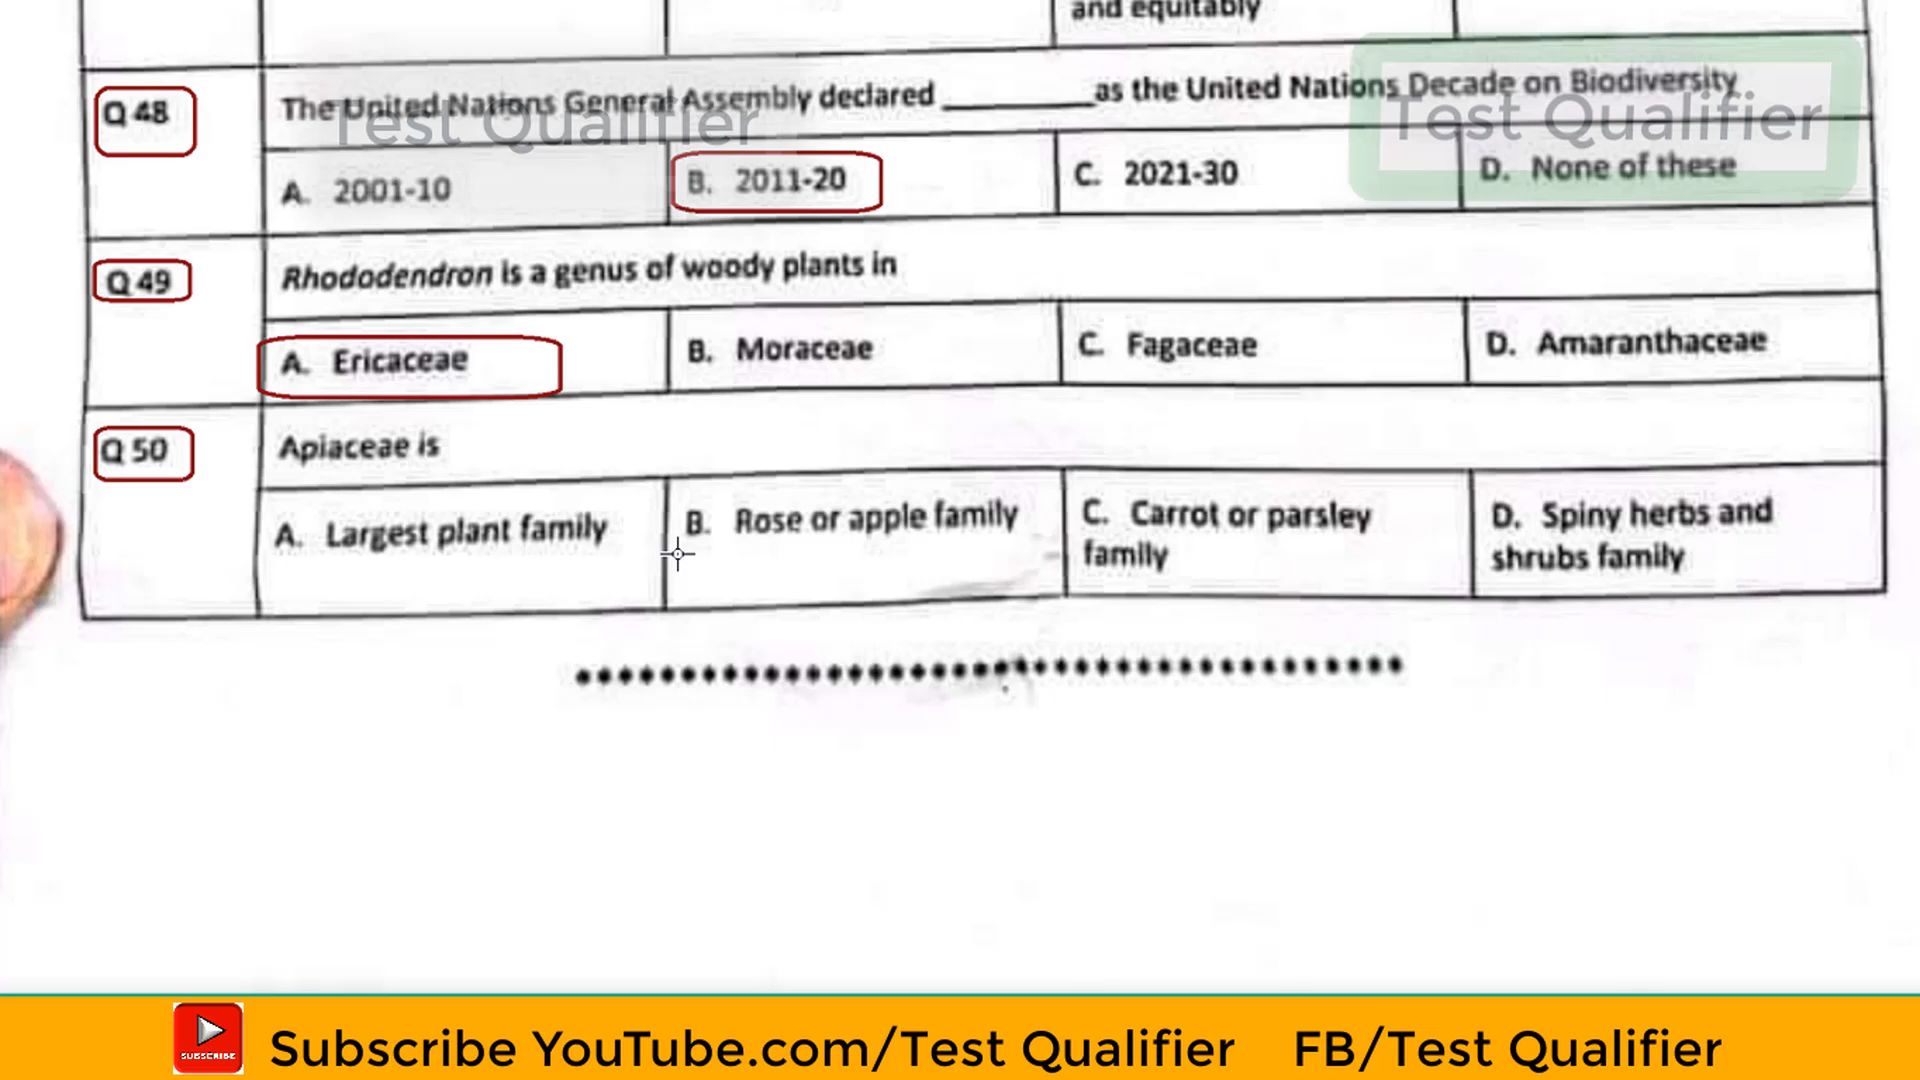 and equitably
Q 48
The United Nations General Assembly declared __________as the United Nations Decade on Biodiversity
Test Qualifier
Test Qualifier
A. 2001-10
B. 2011-20
C. 2021-30
D. None of these
Q 49
Rhododendron is a genus of woody plants in
A. Ericaceae
B. Moraceae
C. Fagaceae
D. Amaranthaceae
Q 50
Apiaceae is
A. Largest plant family
B. Rose or apple family
C. Carrot or parsley
family
D. Spiny herbs and
shrubs family
SUBSCRIBE
Subscribe YouTube.com/Test Qualifier FB/Test Qualifier